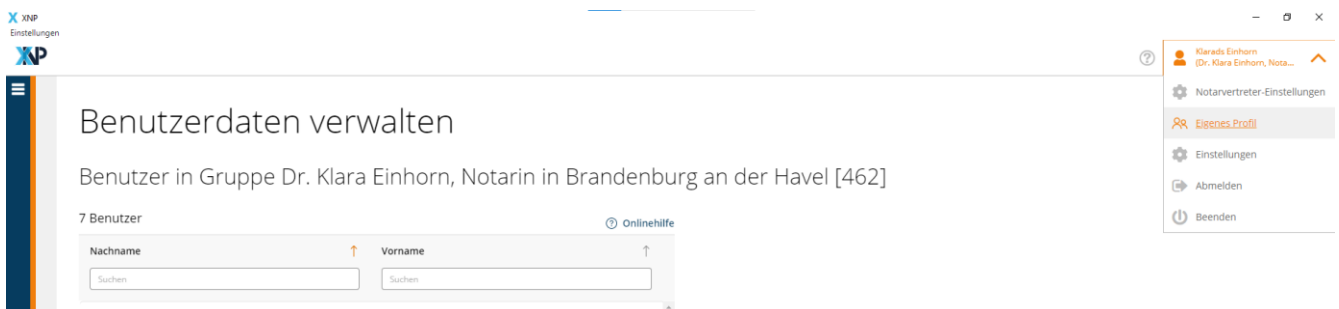 XNP
Einstellungen
XNP
Klarads Einhorn
(Dr. Klara Einhorn, Nota...
Notarvertreter-Einstellungen
Eigenes Profil
Einstellungen
Abmelden
Beenden
Benutzerdaten verwalten
Benutzer in Gruppe Dr. Klara Einhorn, Notarin in Brandenburg an der Havel [462]
7 Benutzer
Onlinehilfe
Nachname
Vorname
Suchen
Suchen